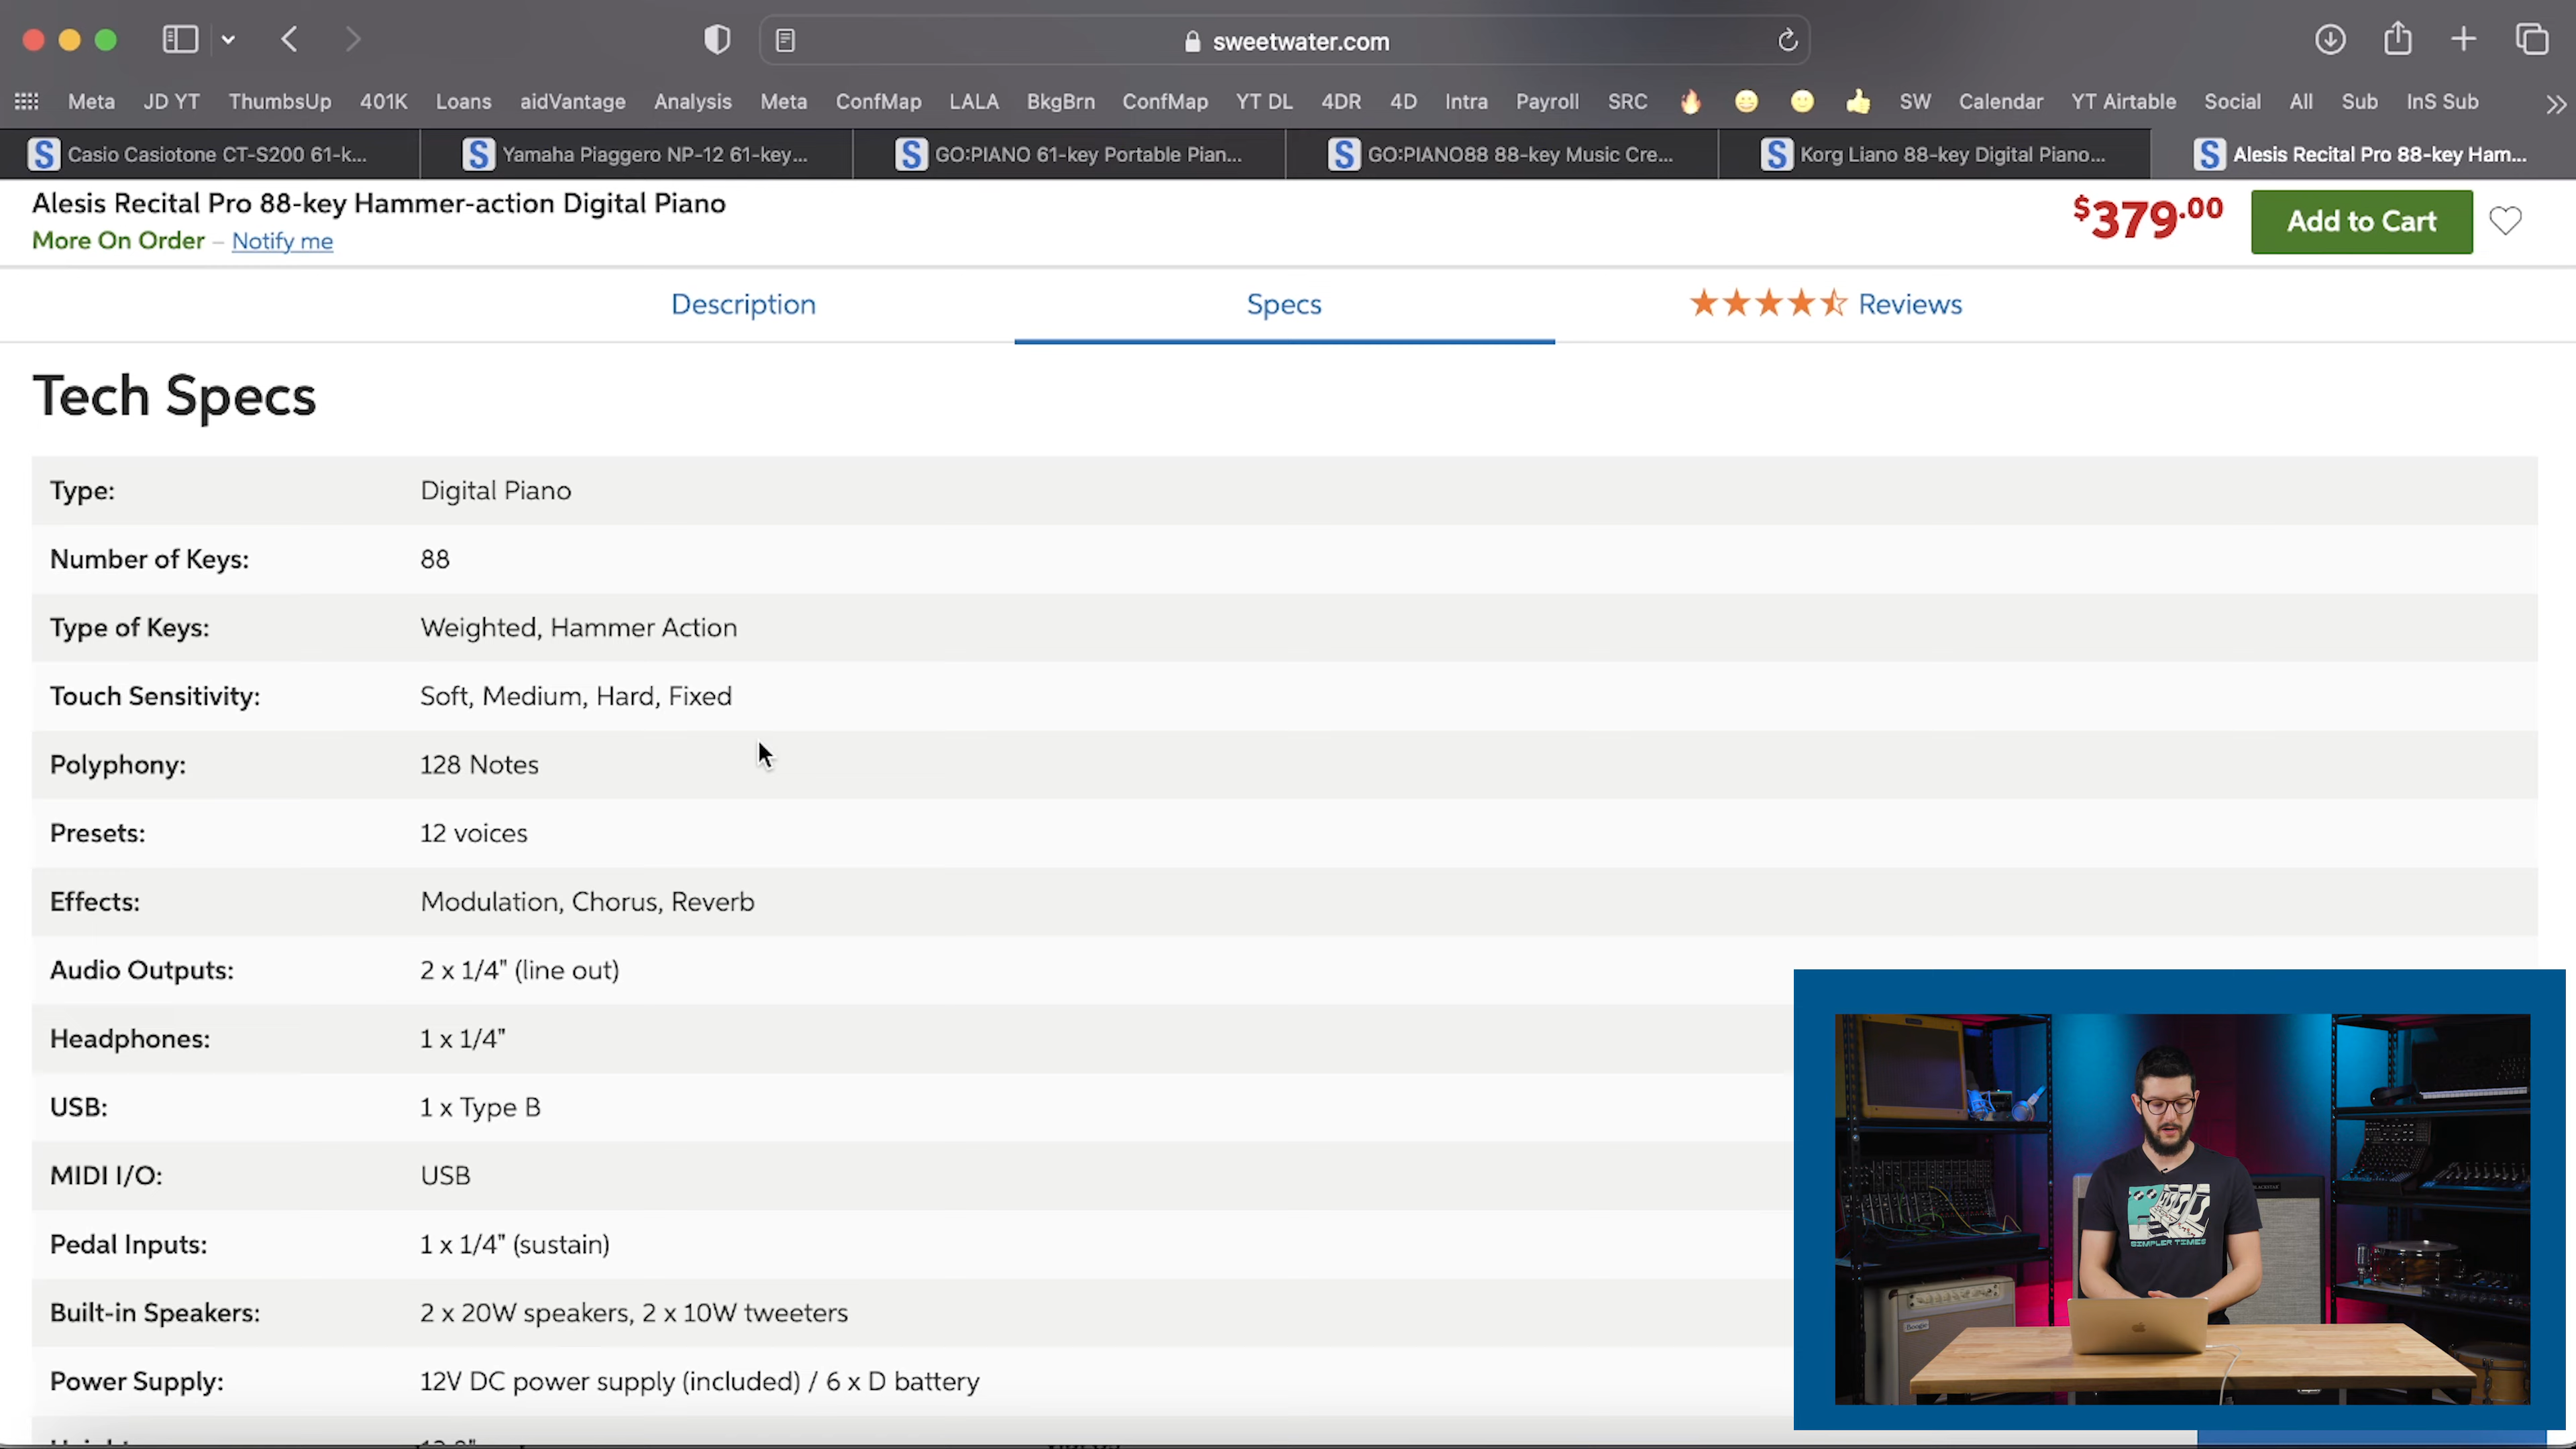 sweetwater.com
Meta JD YT ThumbsUp 401K Loans aidVantage Analysis Meta ConfMap LALA BkgBrn ConfMap YT DL 4DR 4D Intra Payroll SRC 🔥 😄 🙂 👍 SW Calendar YT Airtable Social All Sub InS Sub
S Casio Casiotone CT-S200 61-k... S Yamaha Piaggero NP-12 61-key... S GO:PIANO 61-key Portable Pian... S GO:PIANO88 88-key Music Cre... S Korg Liano 88-key Digital Piano... S Alesis Recital Pro 88-key Ham...
Alesis Recital Pro 88-key Hammer-action Digital Piano
$379.00 Add to Cart
More On Order – Notify me
Description Specs Reviews
Tech Specs
Type: Digital Piano
Number of Keys: 88
Type of Keys: Weighted, Hammer Action
Touch Sensitivity: Soft, Medium, Hard, Fixed
Polyphony: 128 Notes
Presets: 12 voices
Effects: Modulation, Chorus, Reverb
Audio Outputs: 2 x 1/4" (line out)
Headphones: 1 x 1/4"
USB: 1 x Type B
MIDI I/O: USB
Pedal Inputs: 1 x 1/4" (sustain)
Built-in Speakers: 2 x 20W speakers, 2 x 10W tweeters
Power Supply: 12V DC power supply (included) / 6 x D battery
SIMPLER TIMES
Boogie